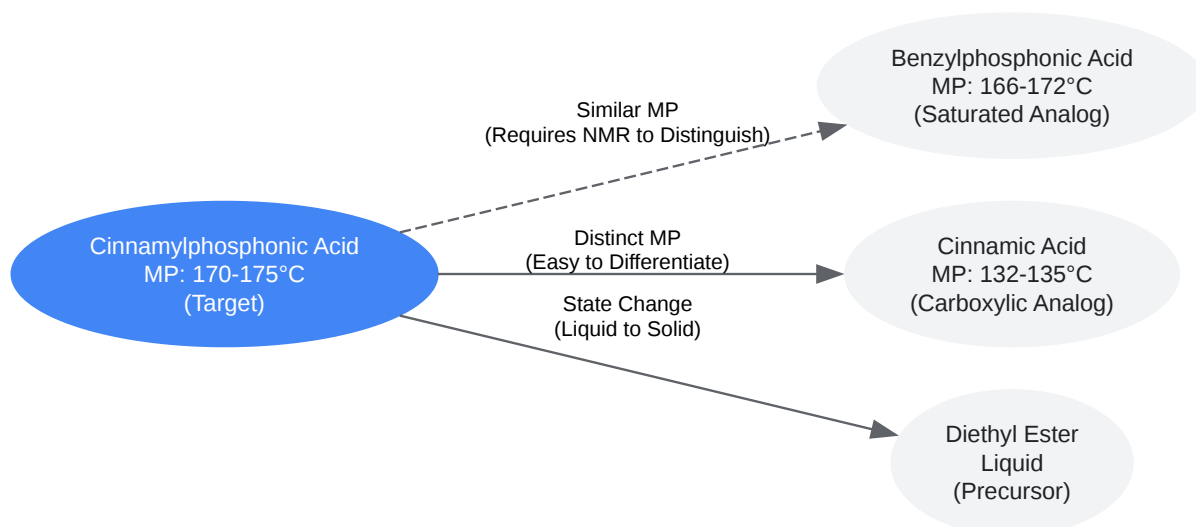 Benzylphosphonic Acid
MP: 166-172°C
(Saturated Analog)
Similar MP
(Requires NMR to Distinguish)
Cinnamylphosphonic Acid
MP: 170-175°C
(Target)
Distinct MP
(Easy to Differentiate)
Cinnamic Acid
MP: 132-135°C
(Carboxylic Analog)
State Change
(Liquid to Solid)
Diethyl Ester
Liquid
(Precursor)